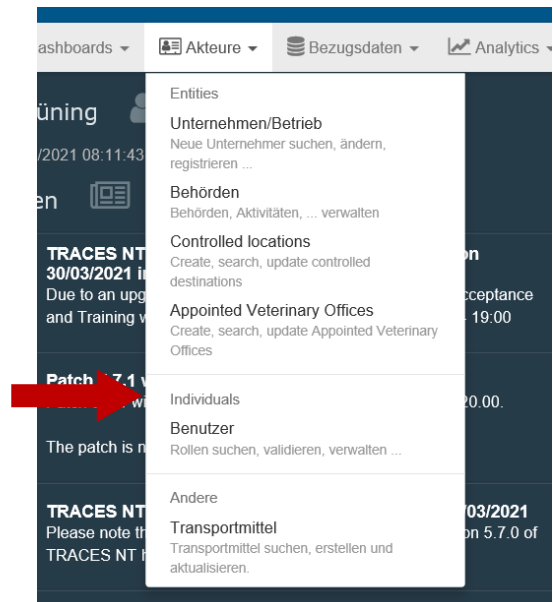 ashboards Akteure Bezugsdaten Analytics
üning
/2021 08:11:43
en
Entities
Unternehmen/Betrieb
Neue Unternehmer suchen, ändern,
registrieren ...
Behörden
Behörden, Aktivitäten, ... verwalten
Controlled locations
Create, search, update controlled
destinations
Appointed Veterinary Offices
Create, search, update Appointed Veterinary
Offices
Individuals
Benutzer
Rollen suchen, validieren, verwalten ...
Andere
Transportmittel
Transportmittel suchen, erstellen und
aktualisieren.
TRACES NT on
30/03/2021 i
Due to an upg cceptance
and Training w 19:00
Patch 7.1 v
wi 20.00.
The patch is n
TRACES NT /03/2021
Please note th on 5.7.0 of
TRACES NT h